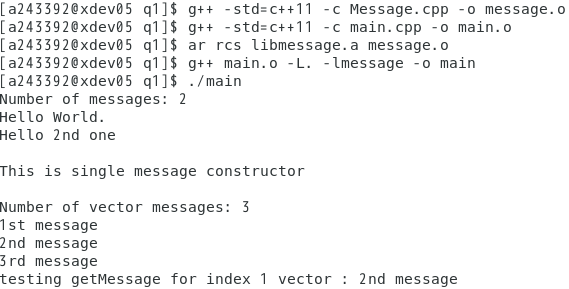 [a243392@xdev05 q1]$ g++ -std=c++11 -c Message.cpp -o message.o
[a243392@xdev05 q1]$ g++ -std=c++11 -c main.cpp -o main.o
[a243392@xdev05 q1]$ ar rcs libmessage.a message.o
[a243392@xdev05 q1]$ g++ main.o -L. -lmessage -o main
[a243392@xdev05 q1]$ ./main
Number of messages: 2
Hello World.
Hello 2nd one
This is single message constructor
Number of vector messages: 3
1st message
2nd message
3rd message
testing getMessage for index 1 vector : 2nd message